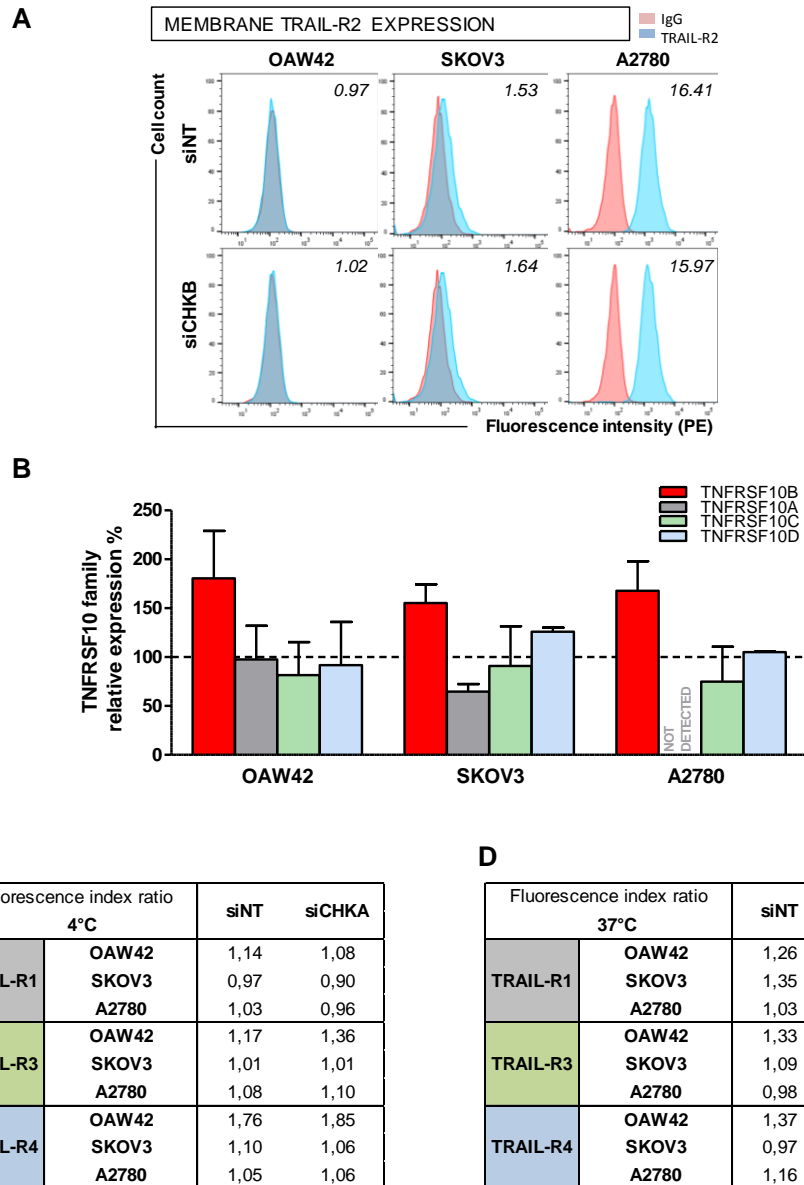 A
MEMBRANE TRAIL-R2 EXPRESSION
IgG
TRAIL-R2
OAW42 SKOV3 A2780
Cell count
siNT
0.97 1.53 16.41
siCHKB
1.02 1.64 15.97
Fluorescence intensity (PE)
B
TNFRSF10B
TNFRSF10A
TNFRSF10C
TNFRSF10D
TNFRSF10 family
relative expression %
250
200
150
100
50
0
NOT
DETECTED
OAW42 SKOV3 A2780
orescence index ratio siNT siCHKA
4°C
L-R1
OAW42 1,14 1,08
SKOV3 0,97 0,90
A2780 1,03 0,96
L-R3
OAW42 1,17 1,36
SKOV3 1,01 1,01
A2780 1,08 1,10
L-R4
OAW42 1,76 1,85
SKOV3 1,10 1,06
A2780 1,05 1,06
D
Fluorescence index ratio siNT
37°C
TRAIL-R1
OAW42 1,26
SKOV3 1,35
A2780 1,03
TRAIL-R3
OAW42 1,33
SKOV3 1,09
A2780 0,98
TRAIL-R4
OAW42 1,37
SKOV3 0,97
A2780 1,16